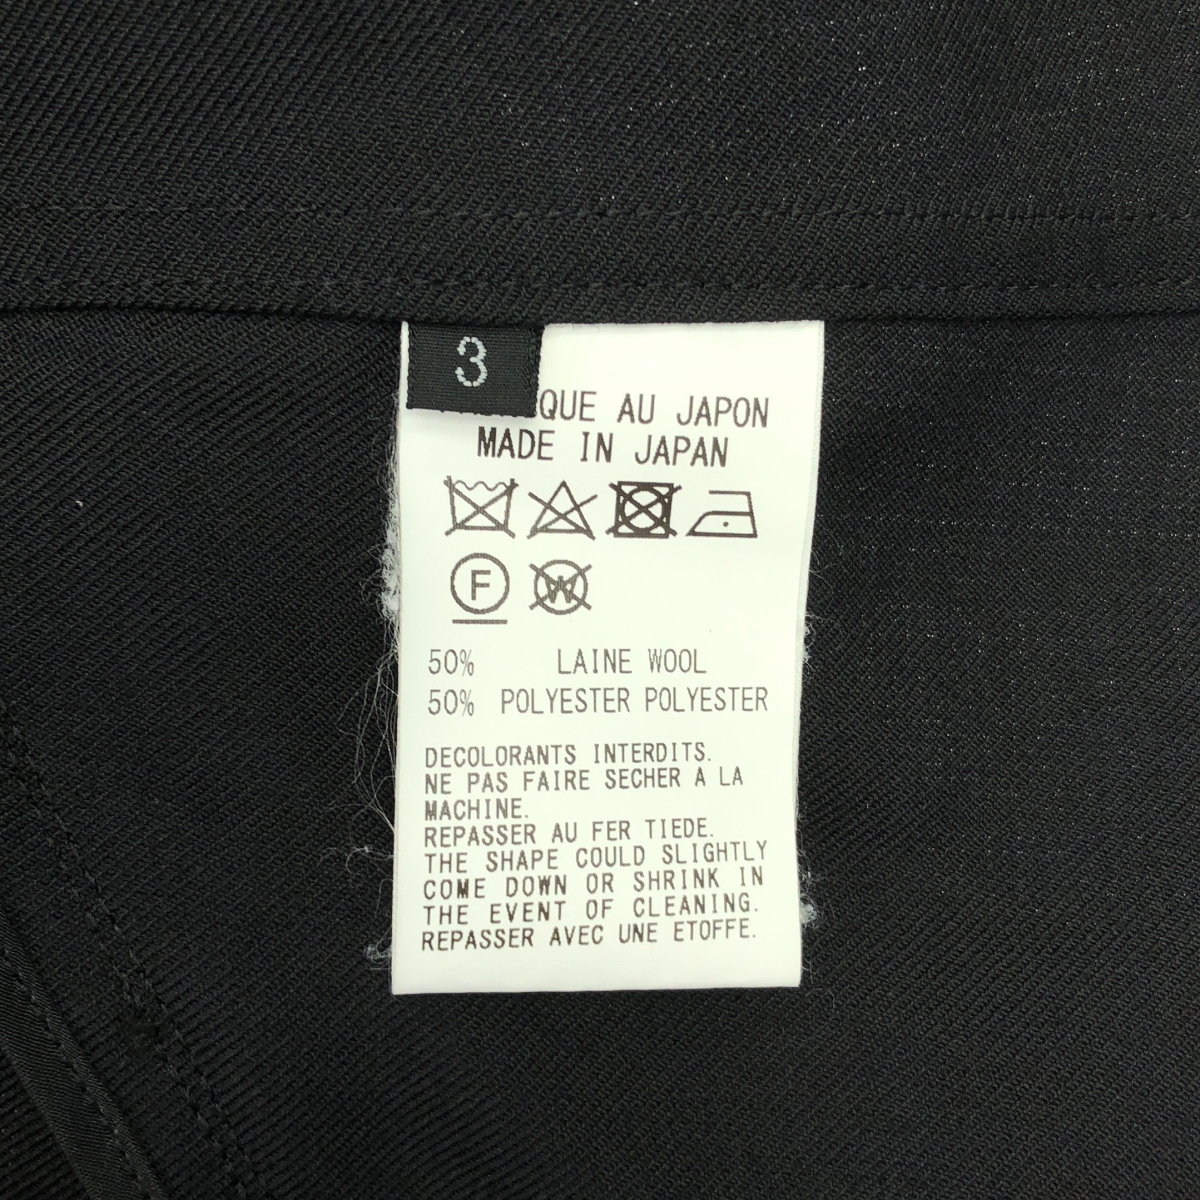 3
QUE AU JAPON
MADE IN JAPAN
F W
50% LAINE WOOL
50% POLYESTER POLYESTER
DECOLORANTS INTERDITS.
NE PAS FAIRE SECHER A LA
MACHINE.
REPASSER AU FER TIEDE.
THE SHAPE COULD SLIGHTLY
COME DOWN OR SHRINK IN
THE EVENT OF CLEANING.
REPASSER AVEC UNE ETOFFE.